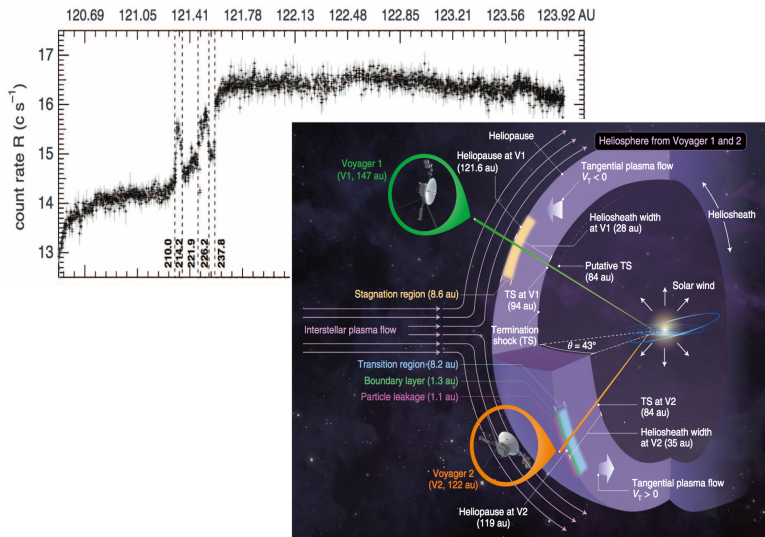 120.69 121.05 121.41 121.78 122.13 122.48 122.85 123.21 123.56 123.92 AU
17
16
15
14
13
count rate R (c s⁻¹)
210.0
214.2
221.9
226.2
237.8
Heliosphere from Voyager 1 and 2
Heliopause
Heliopause at V1
(121.6 au)
Voyager 1
(V1, 147 au)
Tangential plasma flow
V_T < 0
Heliosheath
Heliosheath width
at V1 (28 au)
Putative TS
(84 au)
Solar wind
Stagnation region (8.6 au)
TS at V1
(94 au)
Interstellar plasma flow
Termination
shock (TS)
θ = 43°
Transition region (8.2 au)
Boundary layer (1.3 au)
Particle leakage (1.1 au)
TS at V2
(84 au)
Heliosheath width
at V2 (35 au)
Voyager 2
(V2, 122 au)
Tangential plasma flow
V_T > 0
Heliopause at V2
(119 au)